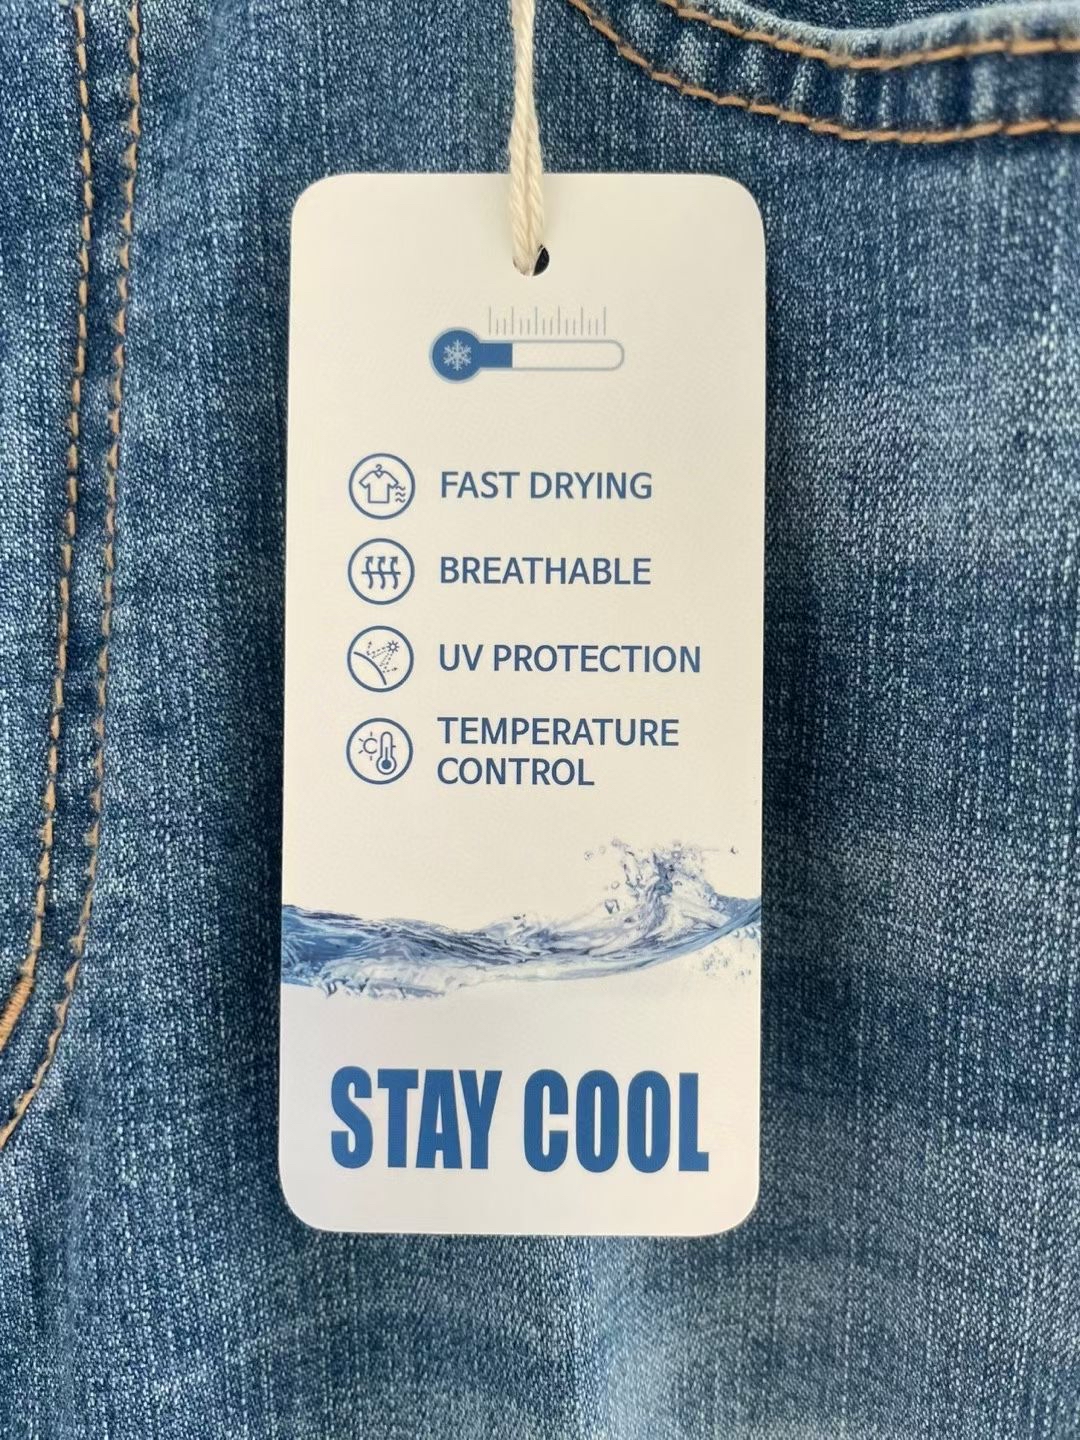 FAST DRYING
BREATHABLE
UV PROTECTION
TEMPERATURE
CONTROL
STAY COOL